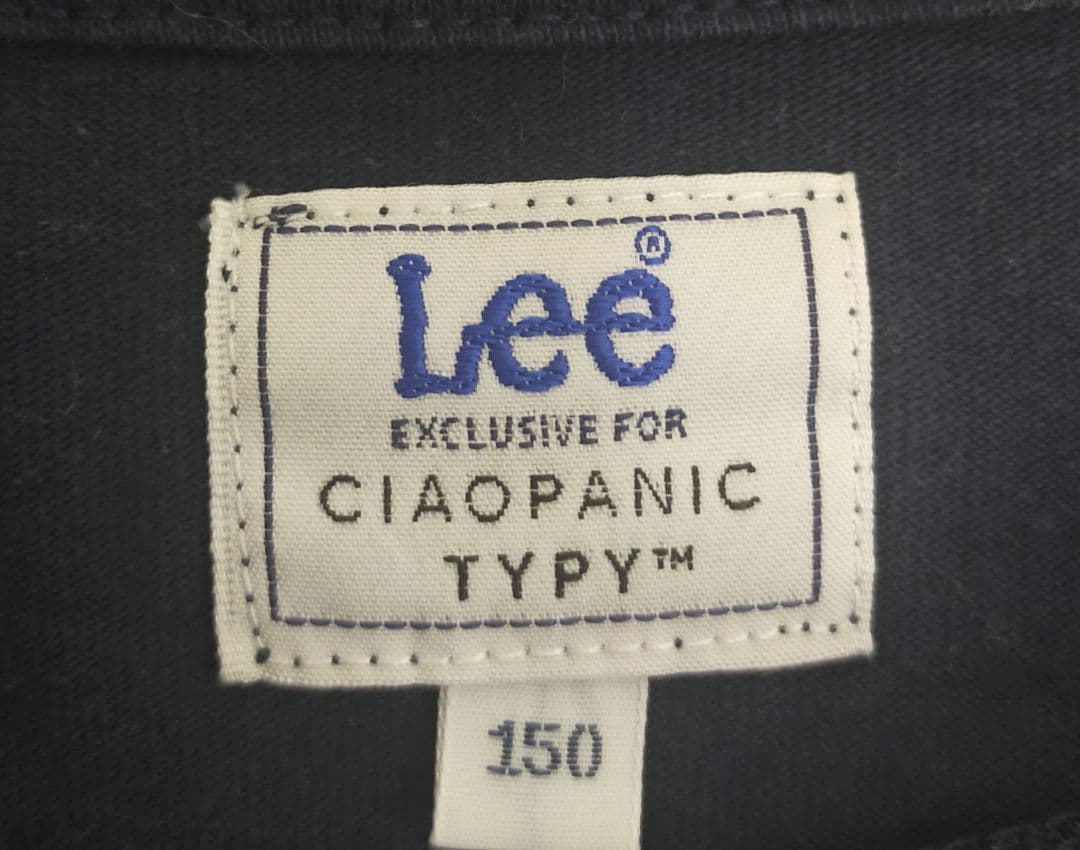 Lee®
EXCLUSIVE FOR
CIAOPANIC
TYPY™
150